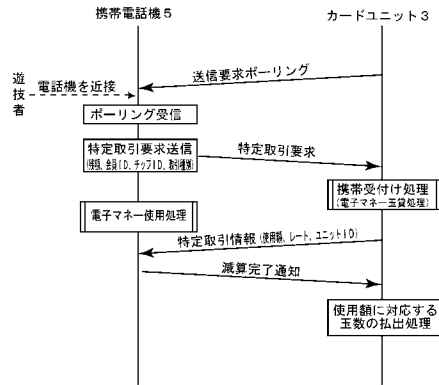 携帯電話機5
カードユニット3
送信要求ポーリング
遊技者
電話機を近接
ポーリング受信
特定取引要求送信
(残額、会員ID、チップID、取引種別)
特定取引要求
携帯受付け処理
(電子マネー玉貸処理)
電子マネー使用処理
特定取引情報(使用額、レート、ユニットID)
減算完了通知
使用額に対応する
玉数の払出処理